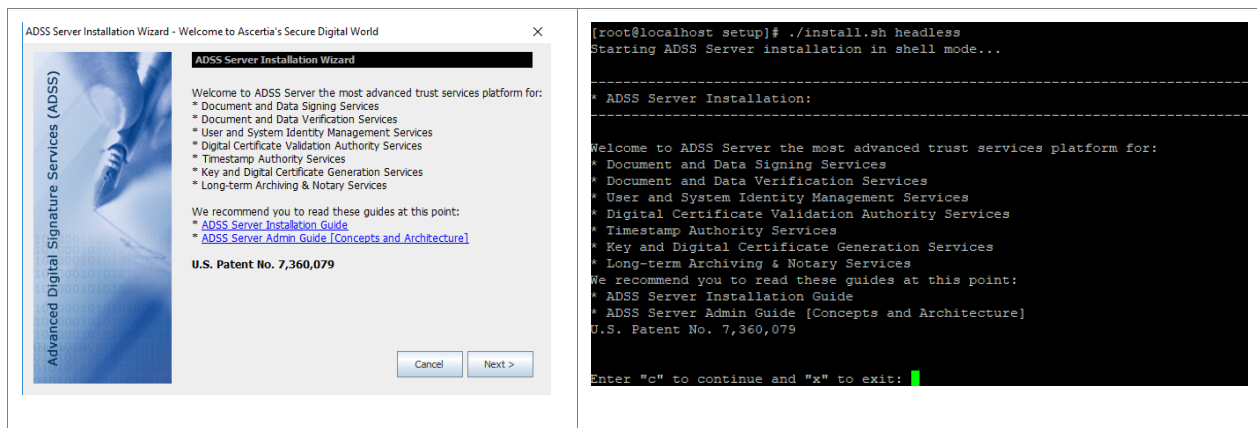 ADSS Server Installation Wizard - Welcome to Ascertia's Secure Digital World
Advanced Digital Signature Services (ADSS)
ADSS Server Installation Wizard
Welcome to ADSS Server the most advanced trust services platform for:
* Document and Data Signing Services
* Document and Data Verification Services
* User and System Identity Management Services
* Digital Certificate Validation Authority Services
* Timestamp Authority Services
* Key and Digital Certificate Generation Services
* Long-term Archiving & Notary Services
We recommend you to read these guides at this point:
* ADSS Server Installation Guide
* ADSS Server Admin Guide [Concepts and Architecture]
U.S. Patent No. 7,360,079
Cancel
Next >
[root@localhost setup]# ./install.sh headless
Starting ADSS Server installation in shell mode...
* ADSS Server Installation:
Welcome to ADSS Server the most advanced trust services platform for:
* Document and Data Signing Services
* Document and Data Verification Services
* User and System Identity Management Services
* Digital Certificate Validation Authority Services
* Timestamp Authority Services
* Key and Digital Certificate Generation Services
* Long-term Archiving & Notary Services
We recommend you to read these guides at this point:
* ADSS Server Installation Guide
* ADSS Server Admin Guide [Concepts and Architecture]
U.S. Patent No. 7,360,079
Enter "c" to continue and "x" to exit: